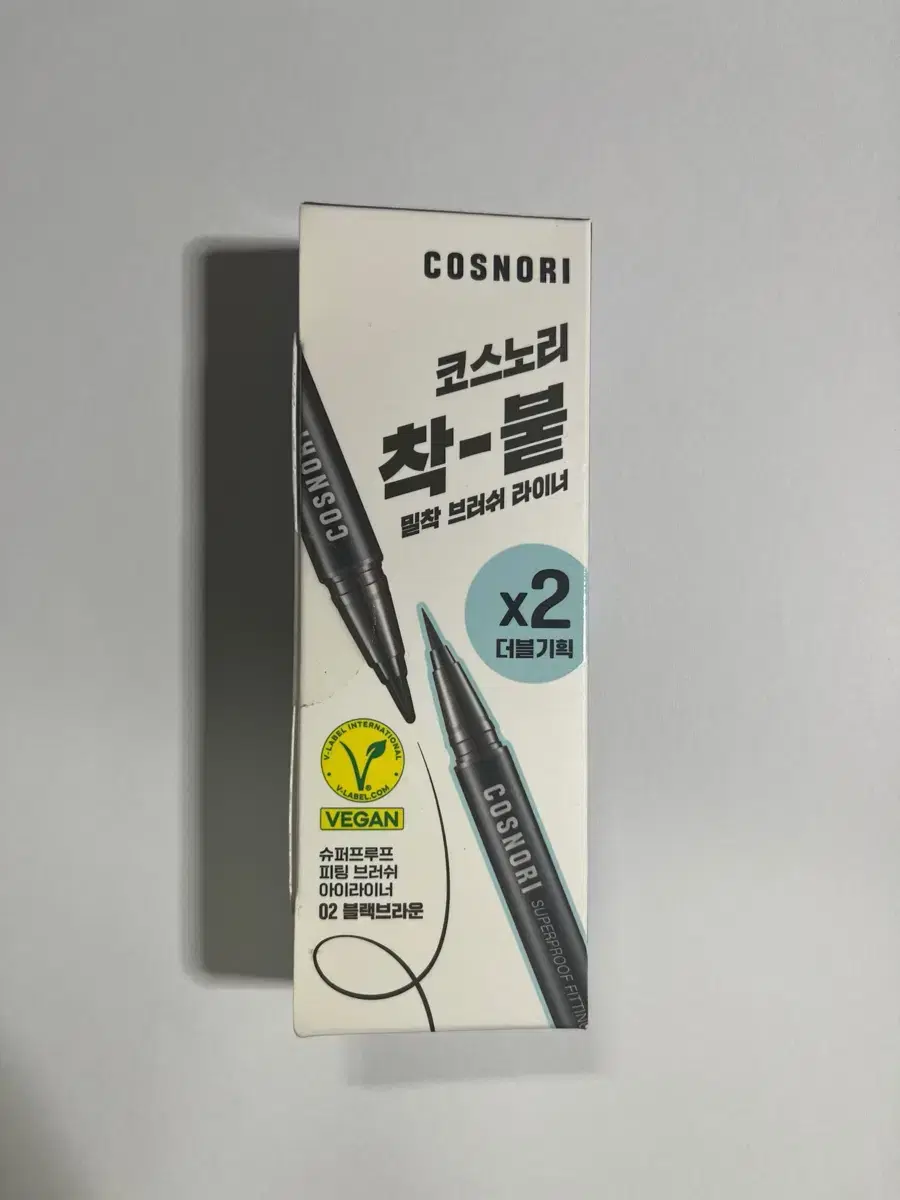 COSNORI
코스노리
착-붙
밀착 브러쉬 라이너
x2
더블기획
COSNORI
V-LABEL INTERNATIONAL
V-LABEL.COM
VEGAN
슈퍼프루프
피팅 브러쉬
아이라이너
02 블랙브라운
COSNORI SUPERPROOF FITTING